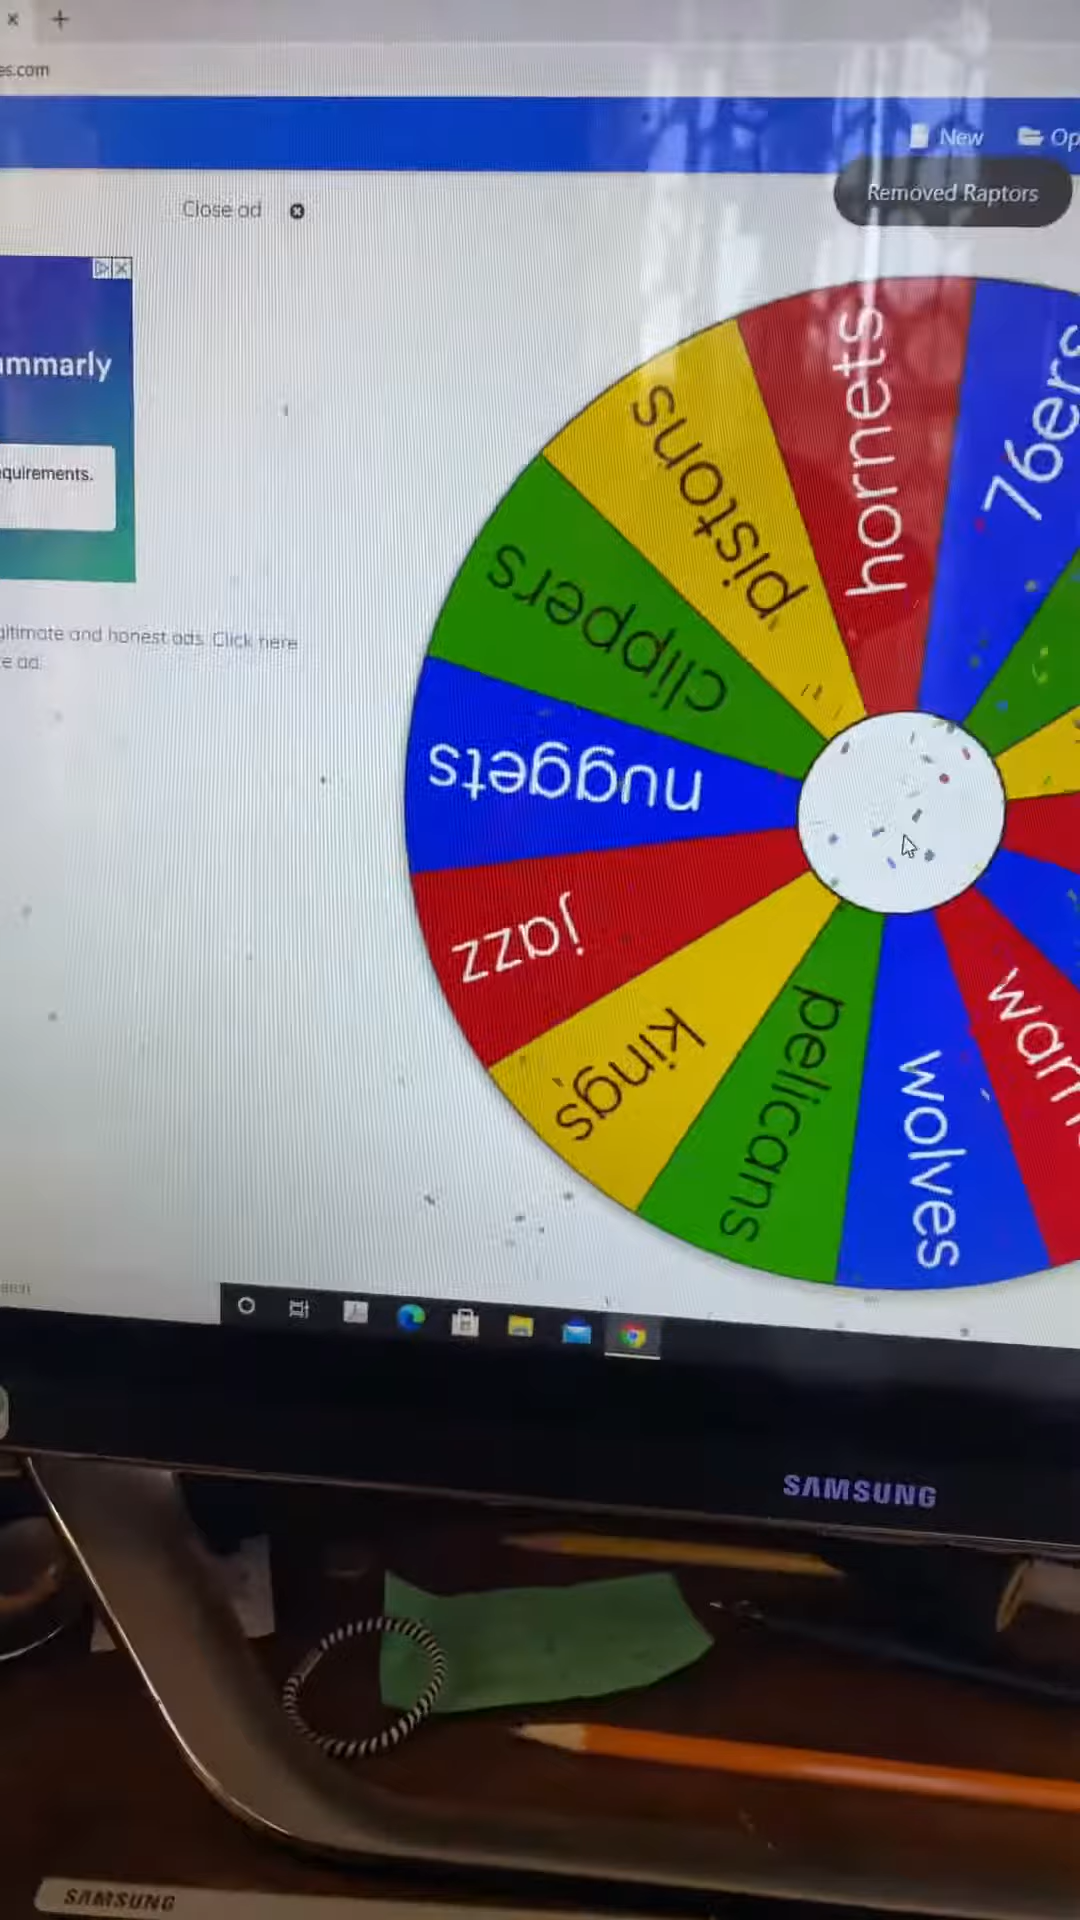 es.com
New
Op
Removed Raptors
Close ad
mmarly
quirements.
gitimate and honest ads. Click here
e ad.
hornets
76ers
pistons
clippers
nuggets
jazz
kings
pelicans
wolves
warr
SAMSUNG
SAMSUNG